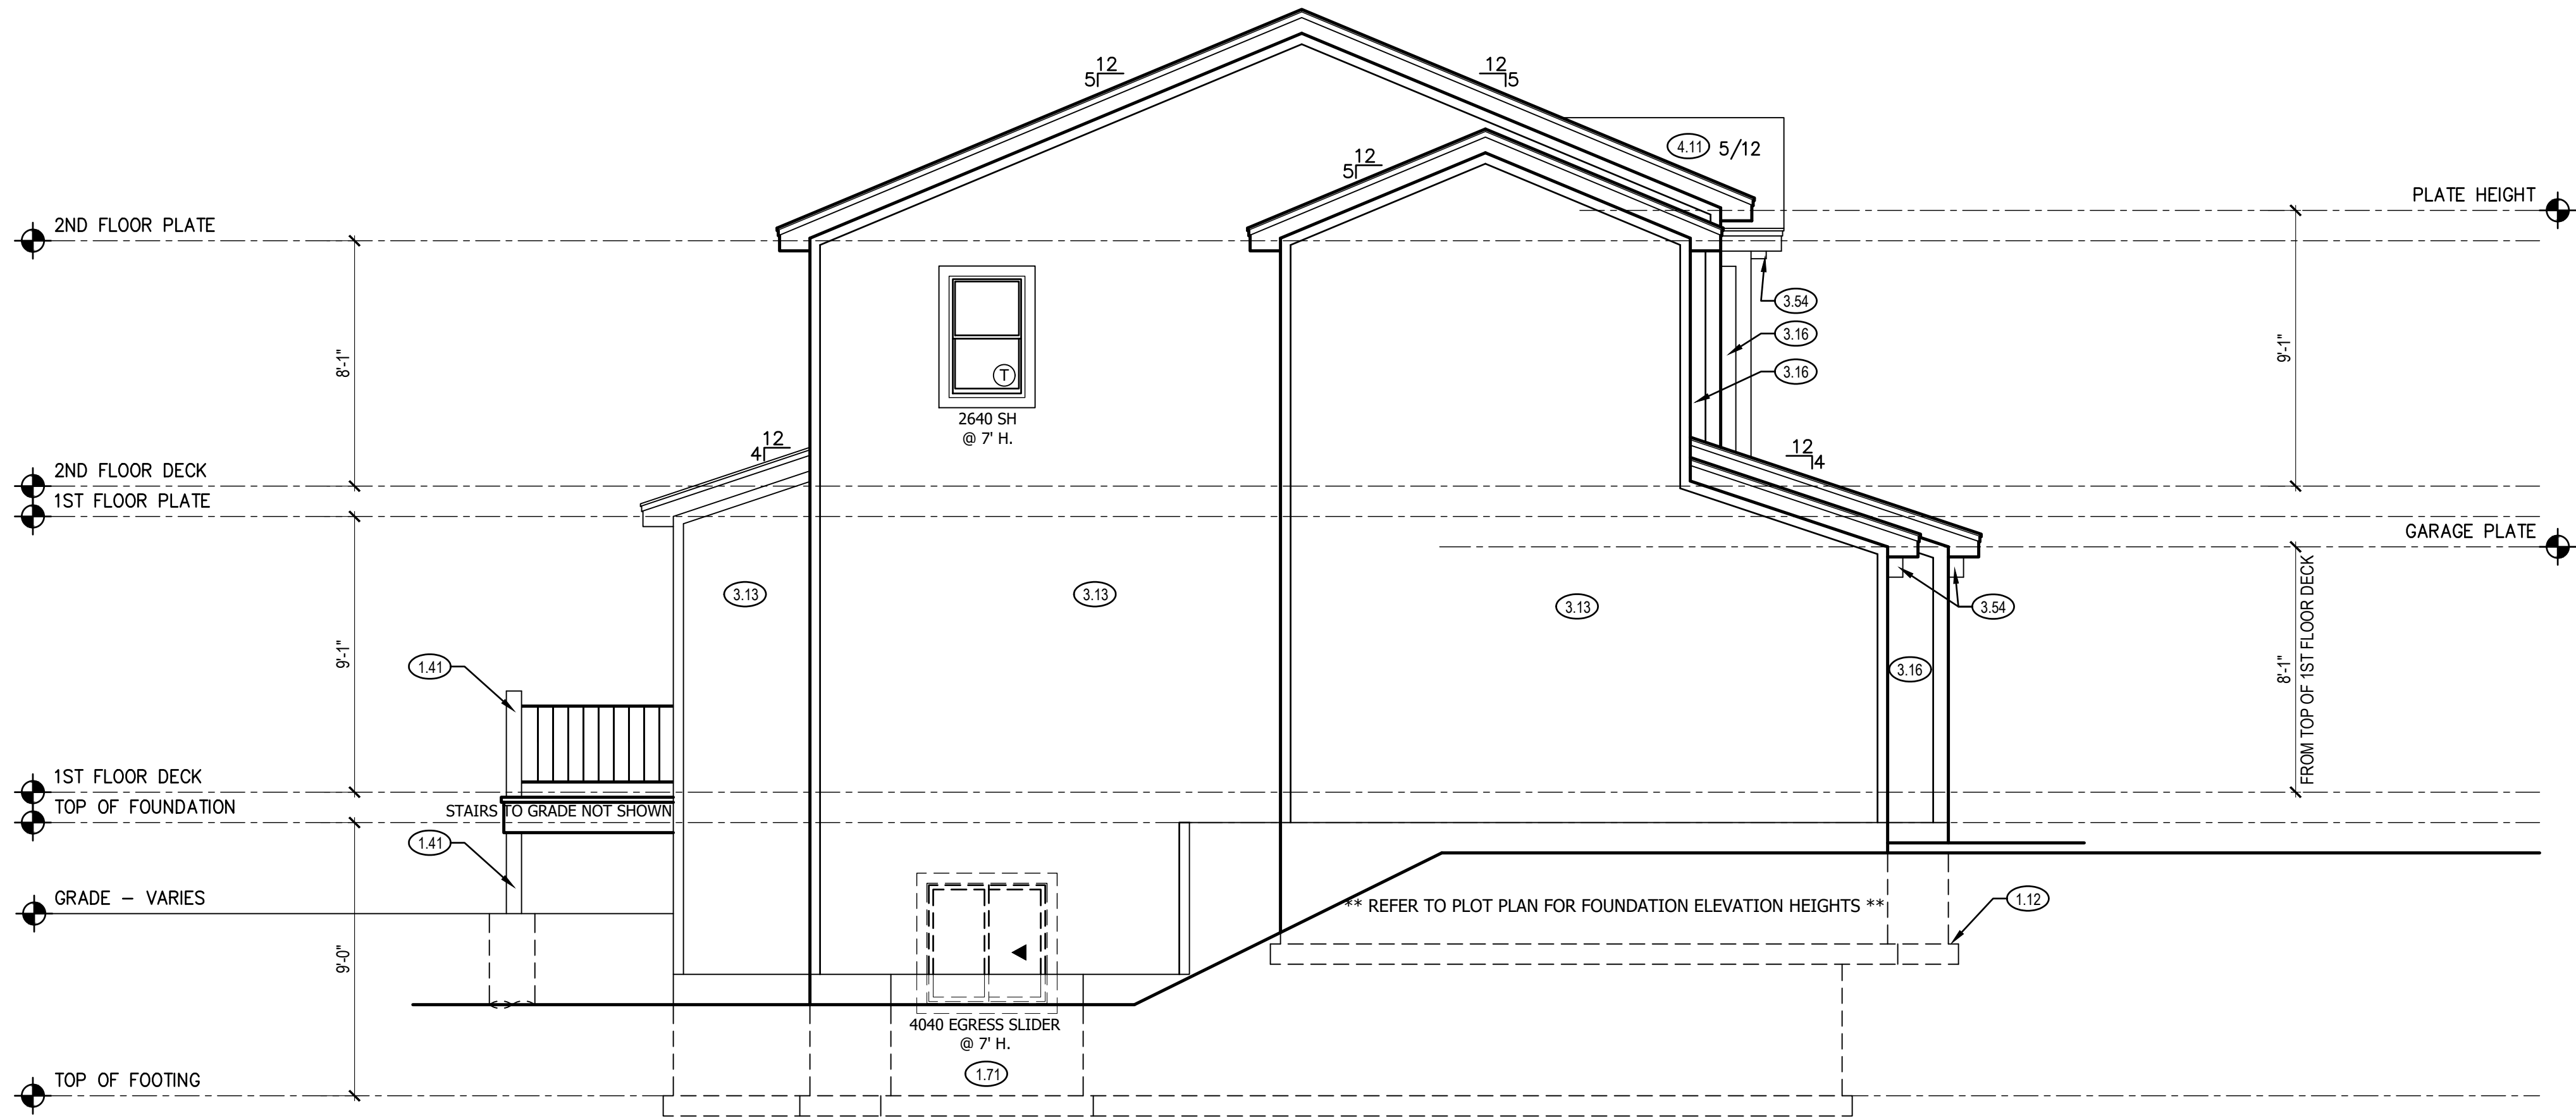 12
5
12
5
4.11 5/12
12
5
2ND FLOOR PLATE
PLATE HEIGHT
3.54
3.16
3.16
8'-1"
9'-1"
T
2640 SH
@ 7' H.
12
4
12
4
2ND FLOOR DECK
1ST FLOOR PLATE
GARAGE PLATE
3.13
3.13
3.13
3.54
9'-1"
1.41
3.16
8'-1"
FROM TOP OF 1ST FLOOR DECK
1ST FLOOR DECK
TOP OF FOUNDATION
STAIRS TO GRADE NOT SHOWN
1.41
GRADE - VARIES
** REFER TO PLOT PLAN FOR FOUNDATION ELEVATION HEIGHTS **
1.12
9'-0"
4040 EGRESS SLIDER
@ 7' H.
1.71
TOP OF FOOTING